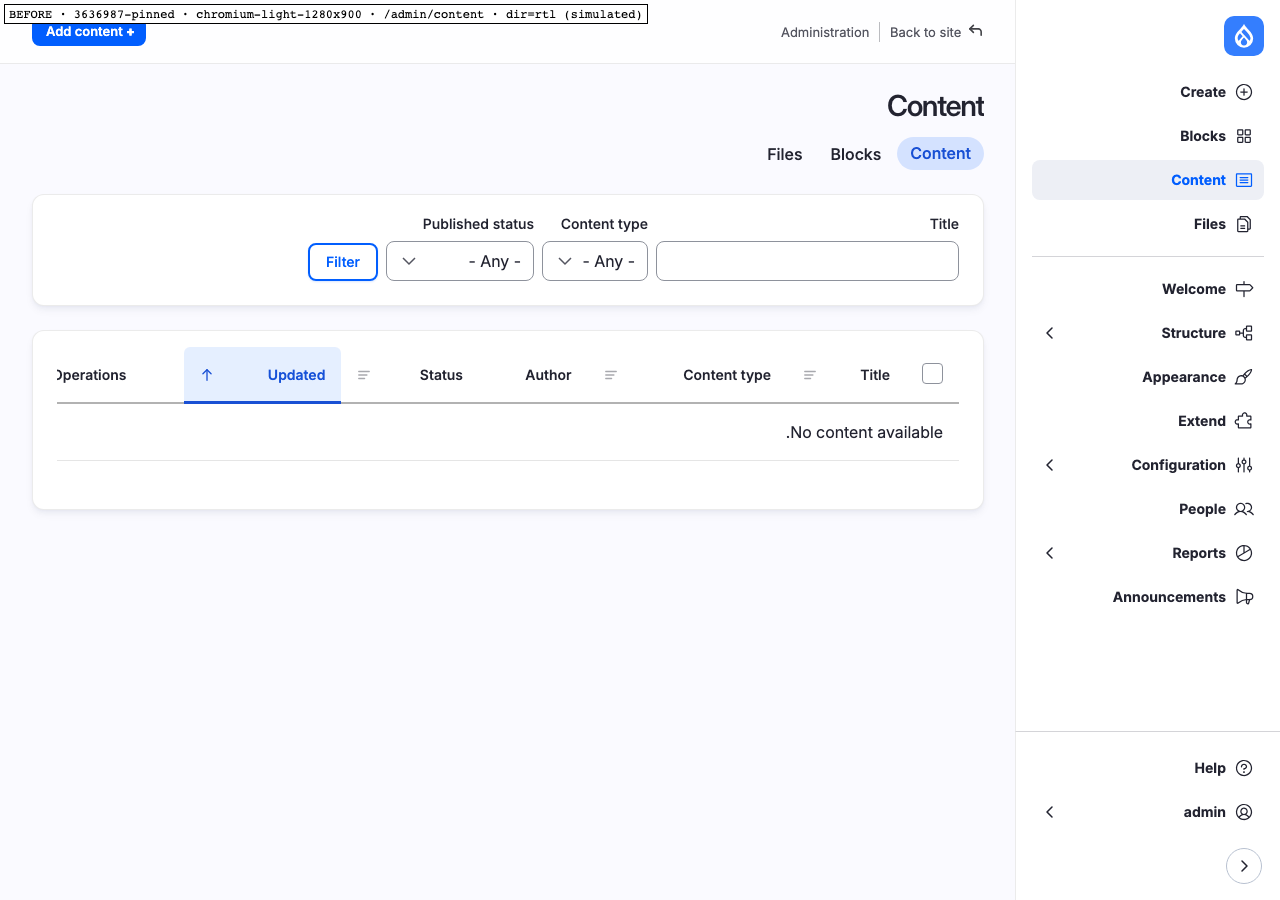 BEFORE • 3636987-pinned • chromium-light-1280x900 • /admin/content • dir=rtl (simulated)
Add content +
Administration
Back to site
Create
Blocks
Content
Files
Welcome
Structure
Appearance
Extend
Configuration
People
Reports
Announcements
Help
admin
Content
Content
Blocks
Files
Title
Content type
Published status
- Any -
- Any -
Filter
Title
Content type
Author
Status
Updated
Operations
.No content available